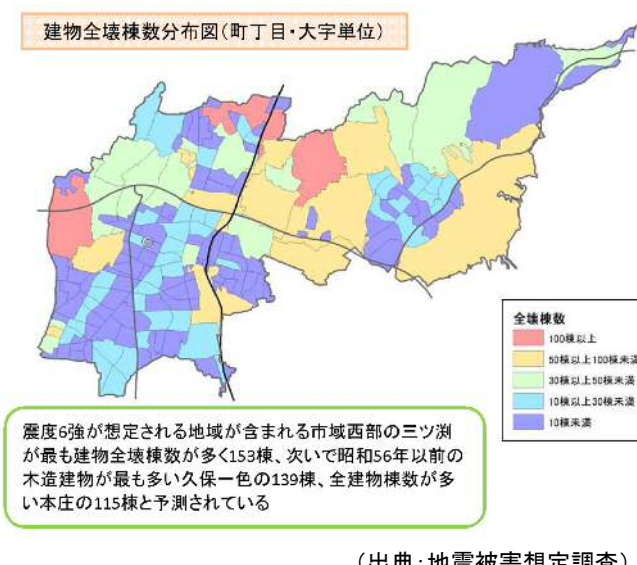 建物全壊棟数分布図(町丁目・大字単位)
全壊棟数
100棟以上
50棟以上100棟未満
30棟以上50棟未満
10棟以上30棟未満
10棟未満
震度6強が想定される地域が含まれる市域西部の三ツ渕
が最も建物全壊棟数が多く153棟、次いで昭和56年以前の
木造建物が最も多い久保一色の139棟、全建物棟数が多
い本庄の115棟と予測されている
(出典:地震被害想定調査)